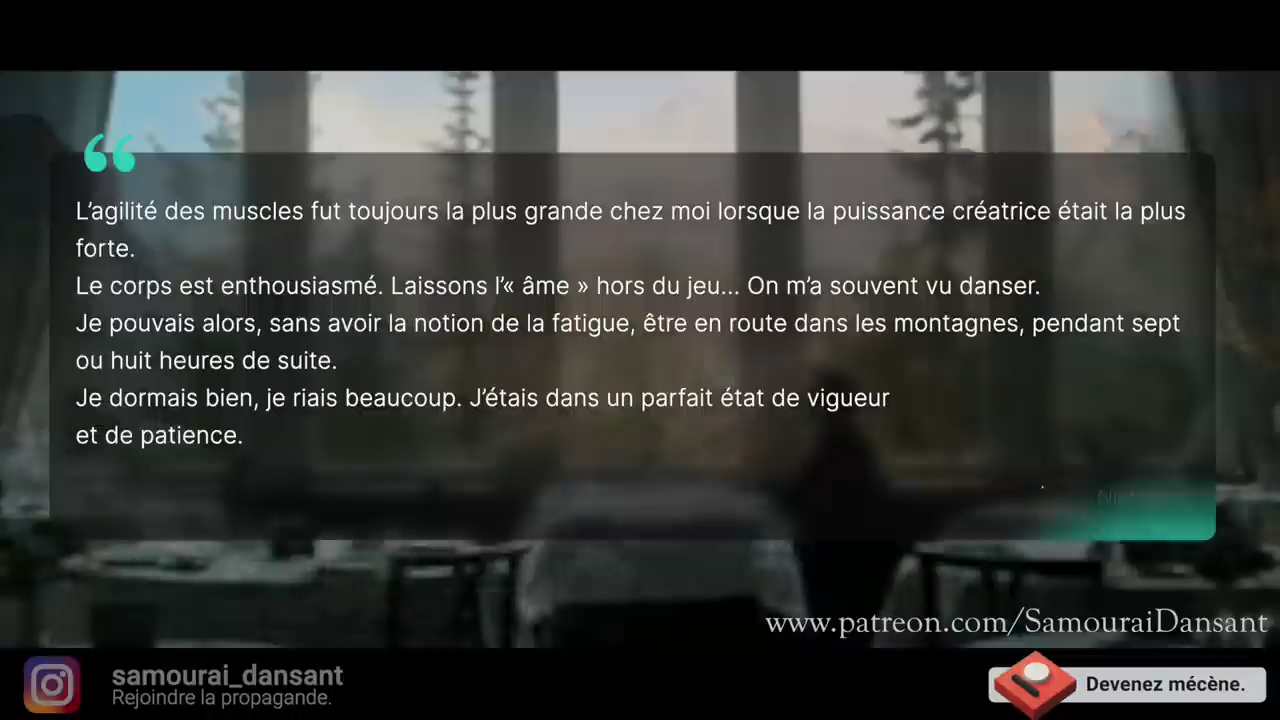 L’agilité des muscles fut toujours la plus grande chez moi lorsque la puissance créatrice était la plus
forte.
Le corps est enthousiasmé. Laissons l’« âme » hors du jeu... On m’a souvent vu danser.
Je pouvais alors, sans avoir la notion de la fatigue, être en route dans les montagnes, pendant sept
ou huit heures de suite.
Je dormais bien, je riais beaucoup. J’étais dans un parfait état de vigueur
et de patience.
www.patreon.com/SamouraiDansant
samourai_dansant
Rejoindre la propagande.
Devenez mécène.